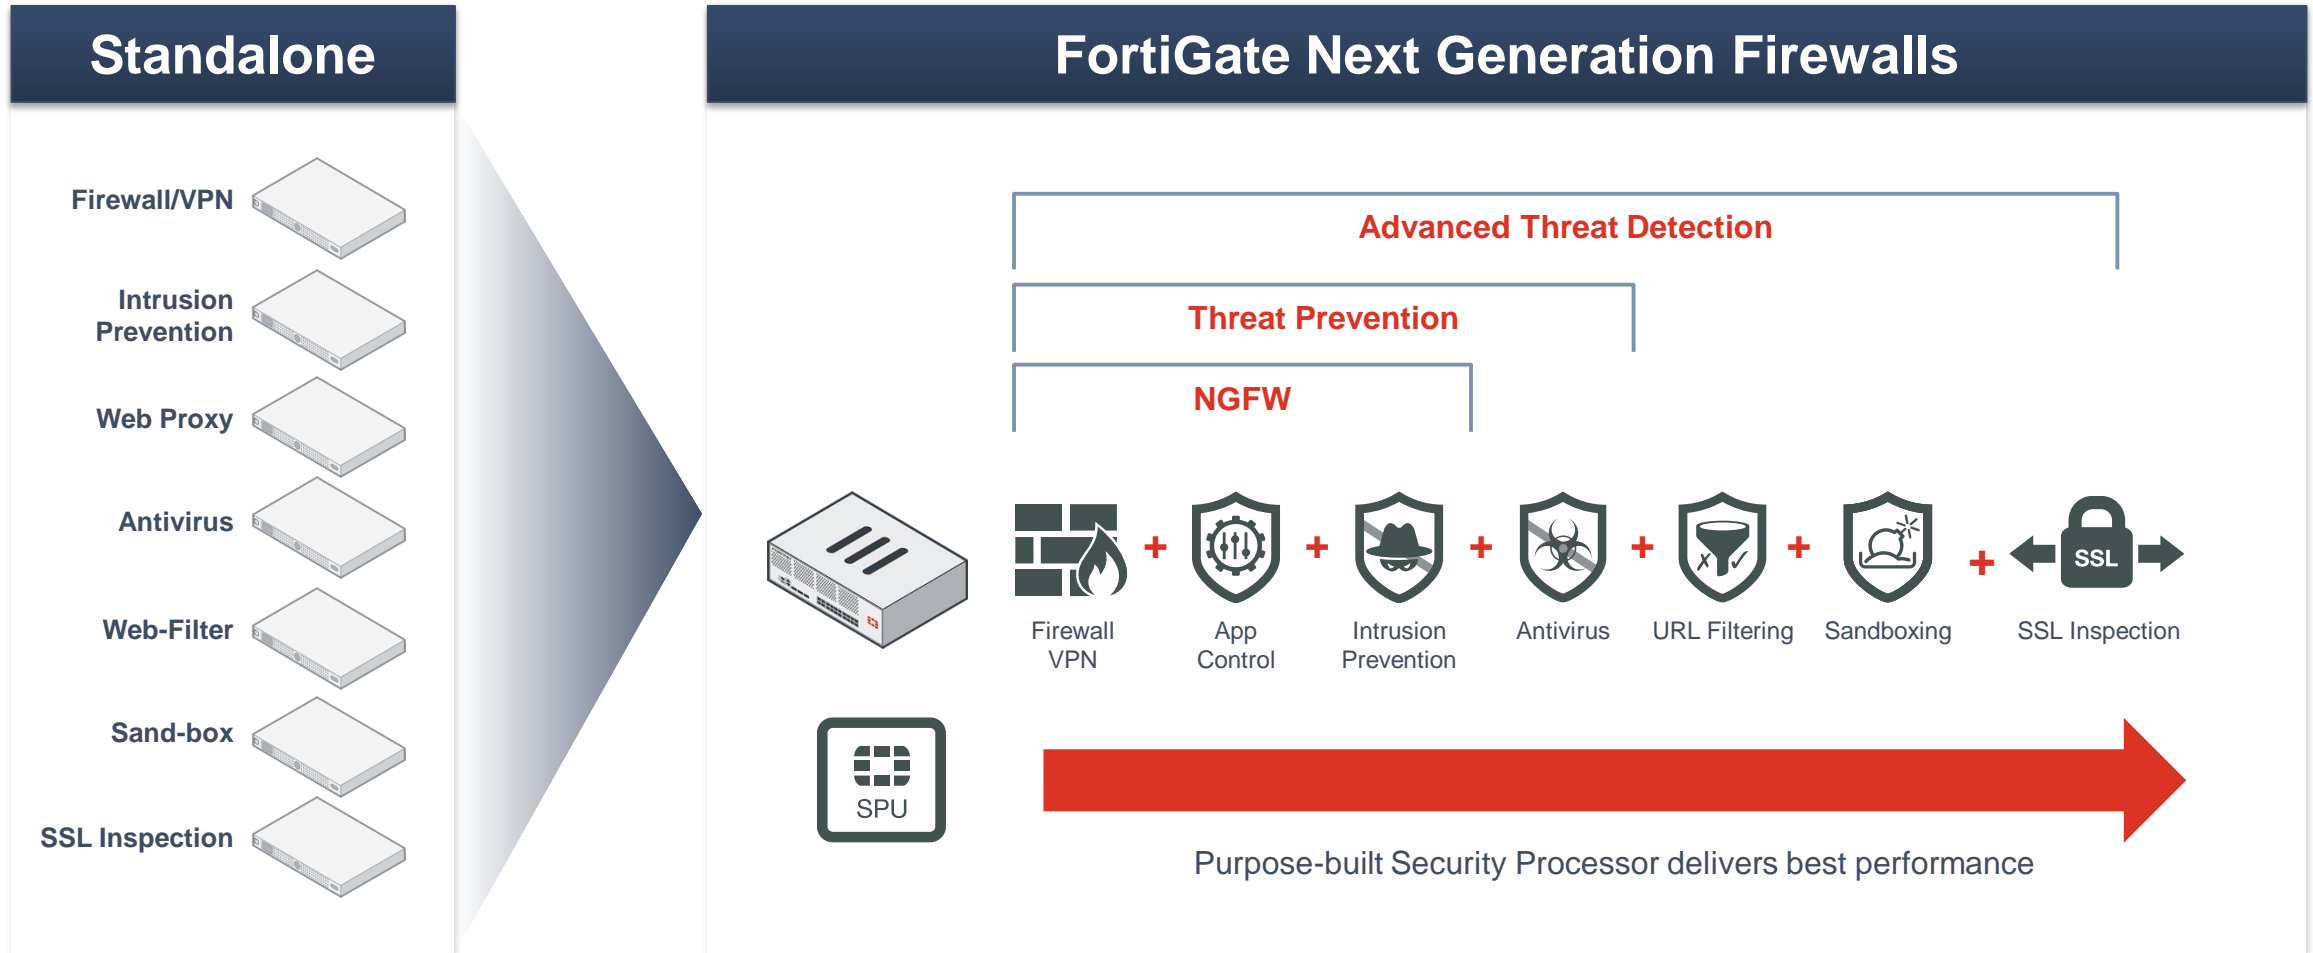 Standalone
FortiGate Next Generation Firewalls
Firewall/VPN
Intrusion
Prevention
Web Proxy
Antivirus
Web-Filter
Sand-box
SSL Inspection
Advanced Threat Detection
Threat Prevention
NGFW
+
+
+
+
+
+
SSL
Firewall
VPN
App
Control
Intrusion
Prevention
Antivirus
URL Filtering
Sandboxing
SSL Inspection
SPU
Purpose-built Security Processor delivers best performance